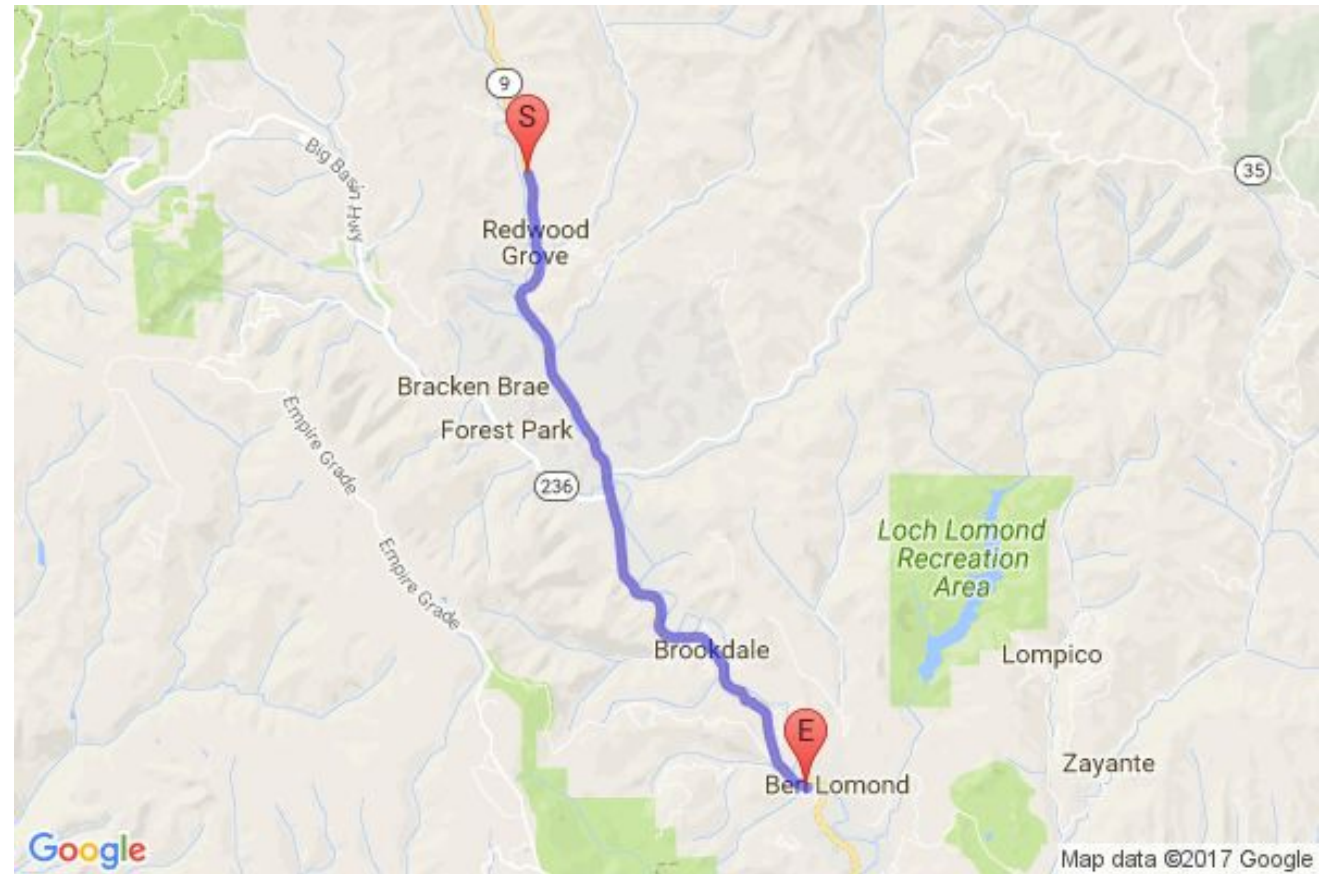 9
S
35
Big Basin Hwy
Redwood
Grove
Bracken Brae
Forest Park
Empire Grade
236
Loch Lomond
Recreation
Area
Empire Grade
Brookdale
Lompico
E
Zayante
Ben Lomond
Google
Map data ©2017 Google